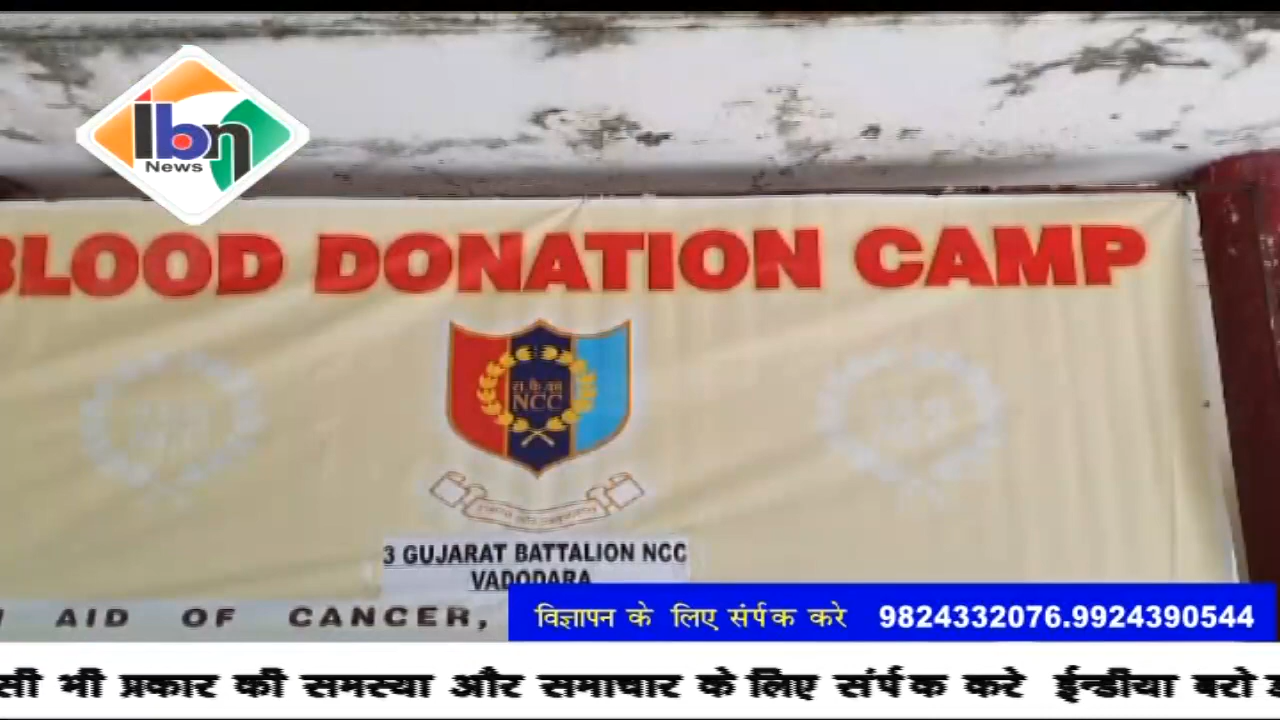 ibn
News
BLOOD DONATION CAMP
रा.कै.को
NCC
3 GUJARAT BATTALION NCC
VADODARA
AID OF CANCER,
विज्ञापन के लिए संर्पक करे 9824332076.9924390544
सी भी प्रकार की समस्या और समाचार के लिए संर्पक करे ईन्डीया बरो